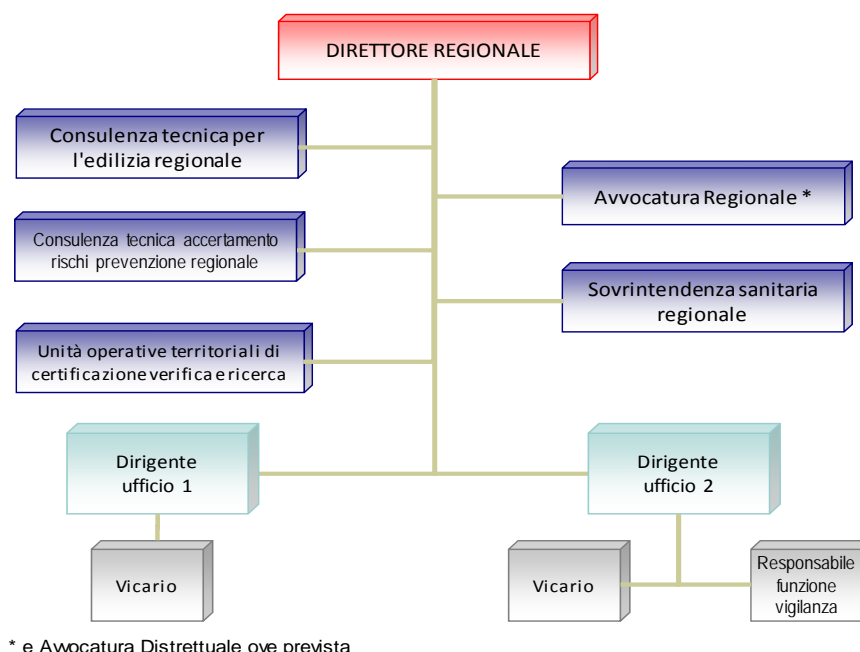 DIRETTORE REGIONALE
Consulenza tecnica per
l'edilizia regionale
Avvocatura Regionale *
Consulenza tecnica accertamento
rischi prevenzione regionale
Sovrintendenza sanitaria
regionale
Unità operative territoriali di
certificazione verifica e ricerca
Dirigente
ufficio 1
Dirigente
ufficio 2
Vicario
Vicario
Responsabile
funzione
vigilanza
* e Avvocatura Distrettuale ove prevista